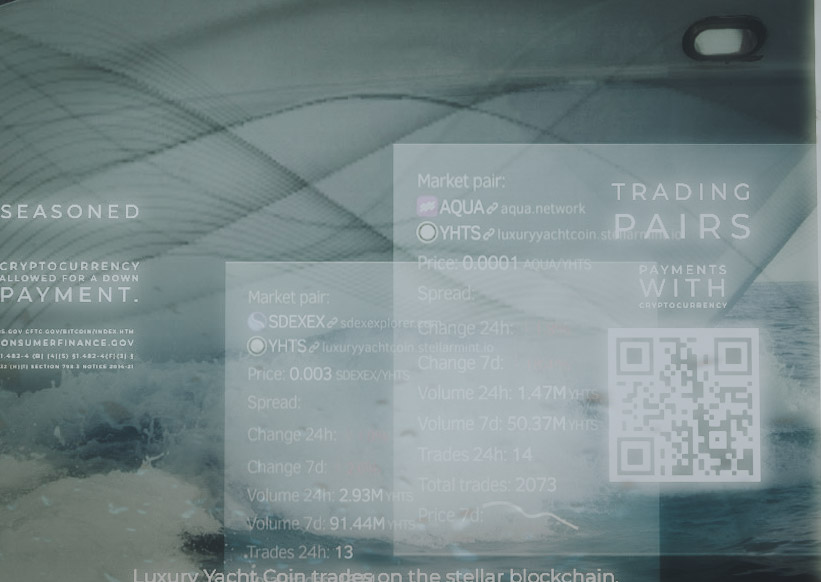 SEASONED
CRYPTOCURRENCY
ALLOWED FOR A DOWN
PAYMENT.
ONSUMERFINANCE.GOV
Market pair:
SDEXEX sdexexplorer
YHTS luxuryyachtcoin.stellarmint.io
Price: 0.003 SDEXEX/YHTS
Spread:
Change 24h:
Change 7d:
Volume 24h: 2.93M YHTS
Volume 7d: 91.44M YHTS
Trades 24h: 13
Market pair:
AQUA aqua.network
YHTS luxuryyachtcoin.stellarmint.io
Price: 0.0001 AQUA/YHTS
Spread:
Change 24h:
Change 7d:
Volume 24h: 1.47M YHTS
Volume 7d: 50.37M YHTS
Trades 24h: 14
Total trades: 2073
Price 7d:
TRADING
PAIRS
PAYMENTS
WITH
CRYPTOCURRENCY
Luxury Yacht Coin trades on the stellar blockchain.